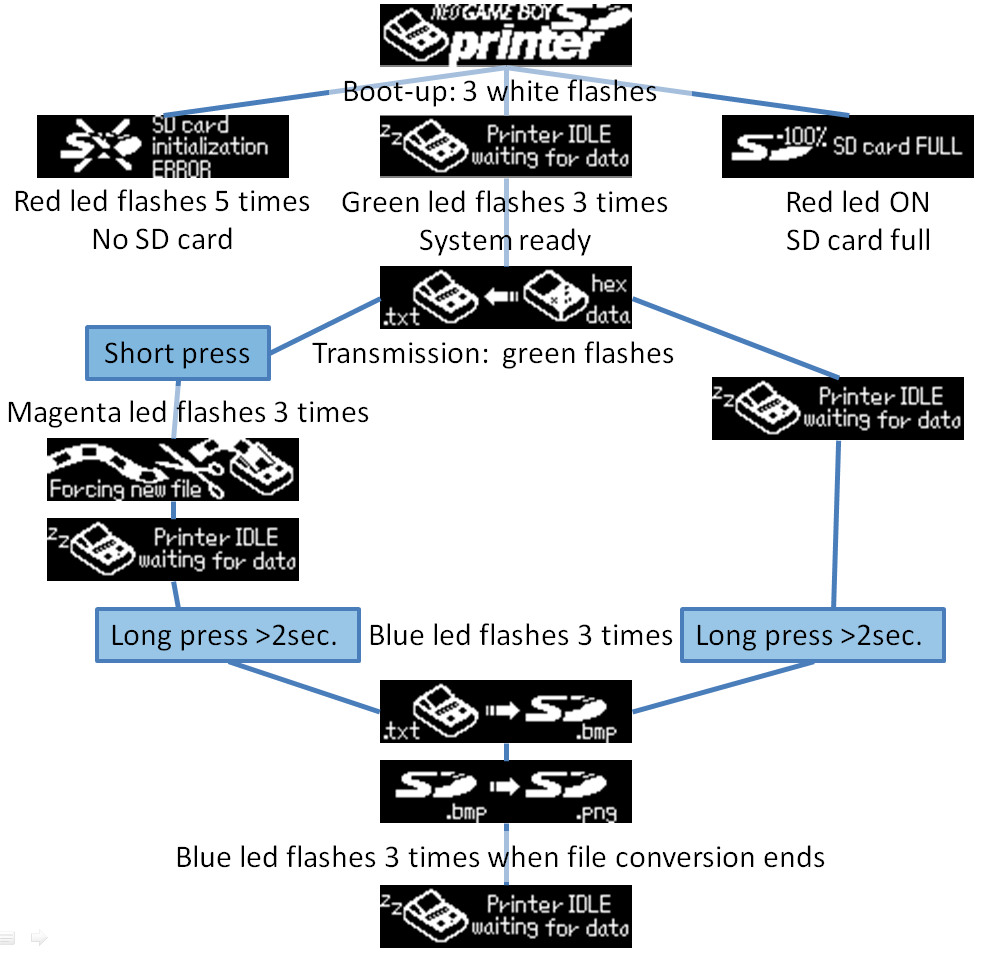 NEO GAME BOY SD
printer
Boot-up: 3 white flashes
SD card
initialization
ERROR
Red led flashes 5 times
No SD card
zz Printer IDLE
waiting for data
Green led flashes 3 times
System ready
SD -100% SD card FULL
Red led ON
SD card full
.txt
hex
data
Short press
Transmission: green flashes
Magenta led flashes 3 times
Forcing new file
zz Printer IDLE
waiting for data
zz Printer IDLE
waiting for data
Long press >2sec.
Blue led flashes 3 times
Long press >2sec.
.txt SD
.bmp
SD SD
.bmp .png
Blue led flashes 3 times when file conversion ends
zz Printer IDLE
waiting for data